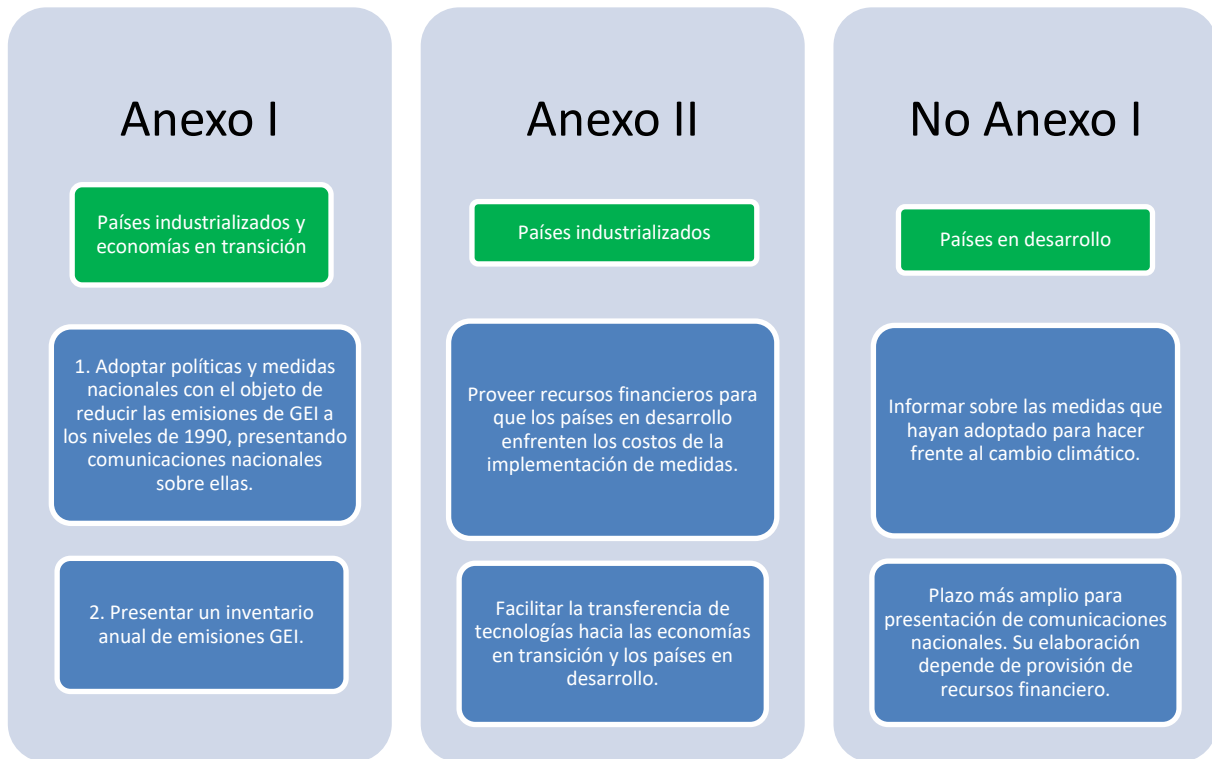 Anexo I
Países industrializados y
economías en transición
1. Adoptar políticas y medidas
nacionales con el objeto de
reducir las emisiones de GEI a
los niveles de 1990, presentando
comunicaciones nacionales
sobre ellas.
2. Presentar un inventario
anual de emisiones GEI.
Anexo II
Países industrializados
Proveer recursos financieros para
que los países en desarrollo
enfrenten los costos de la
implementación de medidas.
Facilitar la transferencia de
tecnologías hacia las economías
en transición y los países en
desarrollo.
No Anexo I
Países en desarrollo
Informar sobre las medidas que
hayan adoptado para hacer
frente al cambio climático.
Plazo más amplio para
presentación de comunicaciones
nacionales. Su elaboración
depende de provisión de
recursos financiero.